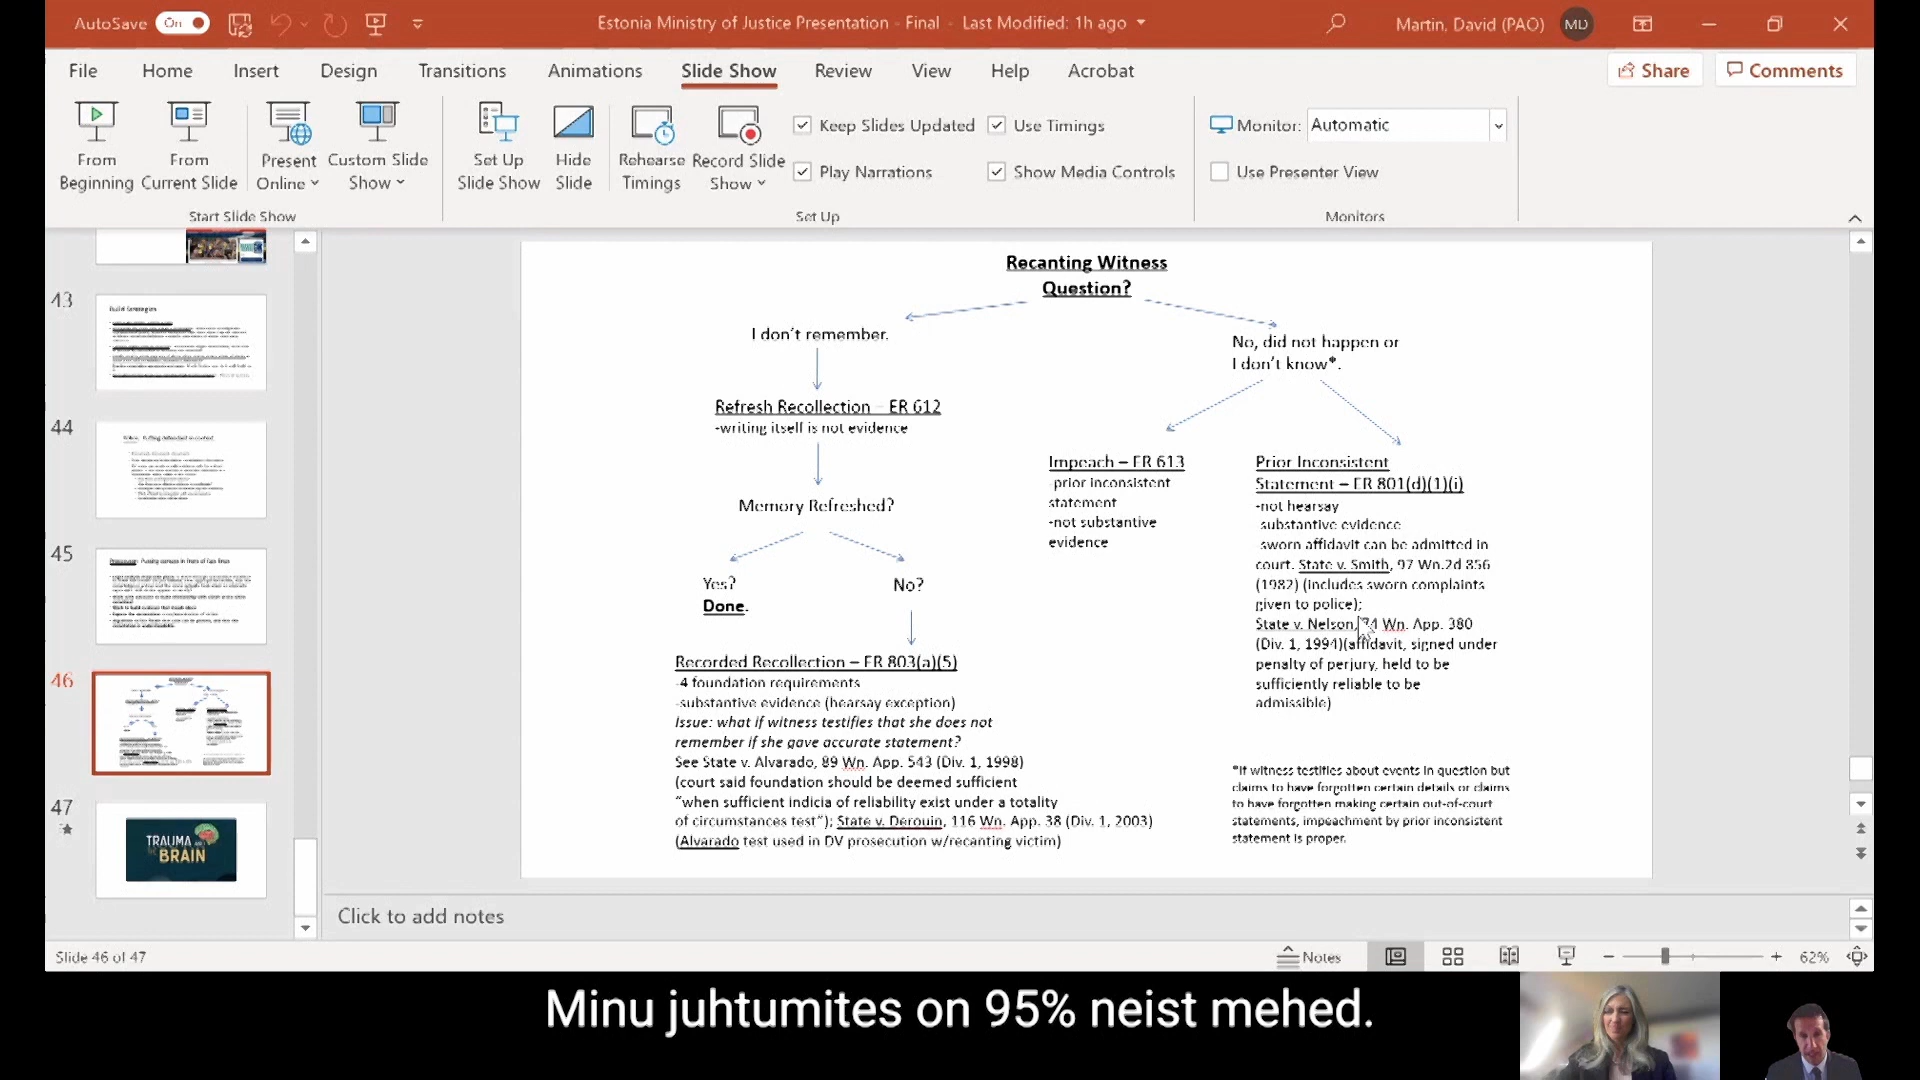 AutoSave On
Estonia Ministry of Justice Presentation - Final - Last Modified: 1h ago
Martin, David (PAO) MD
File Home Insert Design Transitions Animations Slide Show Review View Help Acrobat
Share Comments
From Beginning
From Current Slide
Present Online
Custom Slide Show
Set Up Slide Show
Hide Slide
Rehearse Timings
Record Slide Show
Keep Slides Updated
Play Narrations
Use Timings
Show Media Controls
Monitor: Automatic
Use Presenter View
Start Slide Show
Set Up
Monitors
43
44
45
46
47
TRAUMA
BRAIN
Recanting Witness
Question?
I don't remember.
Refresh Recollection – ER 612
-writing itself is not evidence
Memory Refreshed?
Yes?
Done.
No?
Recorded Recollection – ER 803(a)(5)
-4 foundation requirements
-substantive evidence (hearsay exception)
Issue: what if witness testifies that she does not
remember if she gave accurate statement?
See State v. Alvarado, 89 Wn. App. 543 (Div. 1, 1998)
(court said foundation should be deemed sufficient
"when sufficient indicia of reliability exist under a totality
of circumstances test"); State v. Derouin, 116 Wn. App. 38 (Div. 1, 2003)
(Alvarado test used in DV prosecution w/recanting victim)
No, did not happen or
I don't know*.
Impeach – ER 613
-prior inconsistent
statement
-not substantive
evidence
Prior Inconsistent
Statement – ER 801(d)(1)(i)
-not hearsay
-substantive evidence
-sworn affidavit can be admitted in
court. State v. Smith, 97 Wn.2d 856
(1982) (includes sworn complaints
given to police);
State v. Nelson, 74 Wn. App. 380
(Div. 1, 1994)(affidavit, signed under
penalty of perjury, held to be
sufficiently reliable to be
admissible)
*If witness testifies about events in question but
claims to have forgotten certain details or claims
to have forgotten making certain out-of-court
statements, impeachment by prior inconsistent
statement is proper.
Click to add notes
Slide 46 of 47
Notes
62%
Minu juhtumites on 95% neist mehed.